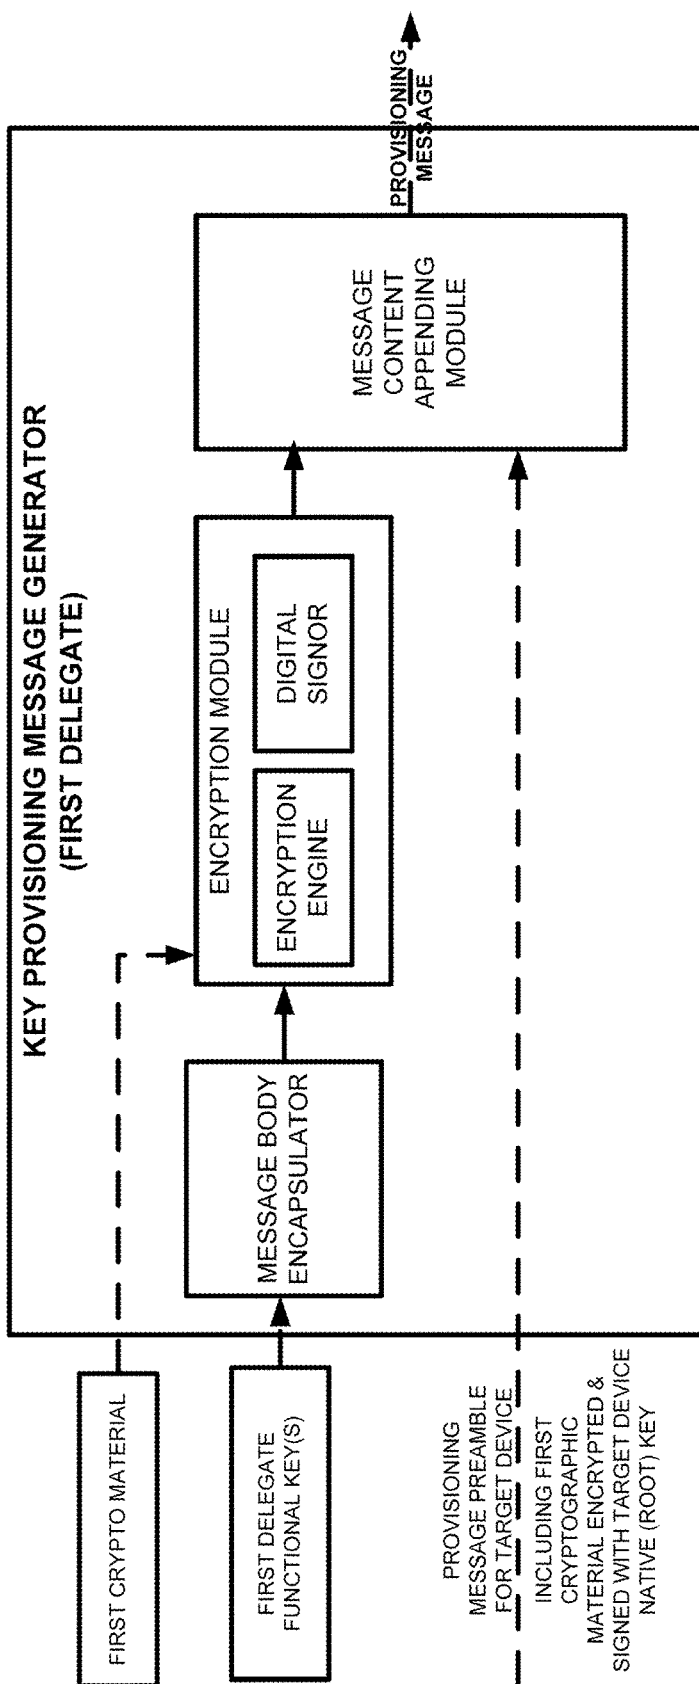 KEY PROVISIONING MESSAGE GENERATOR
(FIRST DELEGATE)
FIRST CRYPTO MATERIAL
FIRST DELEGATE
FUNCTIONAL KEY(S)
MESSAGE BODY
ENCAPSULATOR
ENCRYPTION MODULE
ENCRYPTION
ENGINE
DIGITAL
SIGNOR
MESSAGE
CONTENT
APPENDING
MODULE
PROVISIONING
MESSAGE
PROVISIONING
MESSAGE PREAMBLE
FOR TARGET DEVICE
INCLUDING FIRST
CRYPTOGRAPHIC
MATERIAL ENCRYPTED &
SIGNED WITH TARGET DEVICE
NATIVE (ROOT) KEY